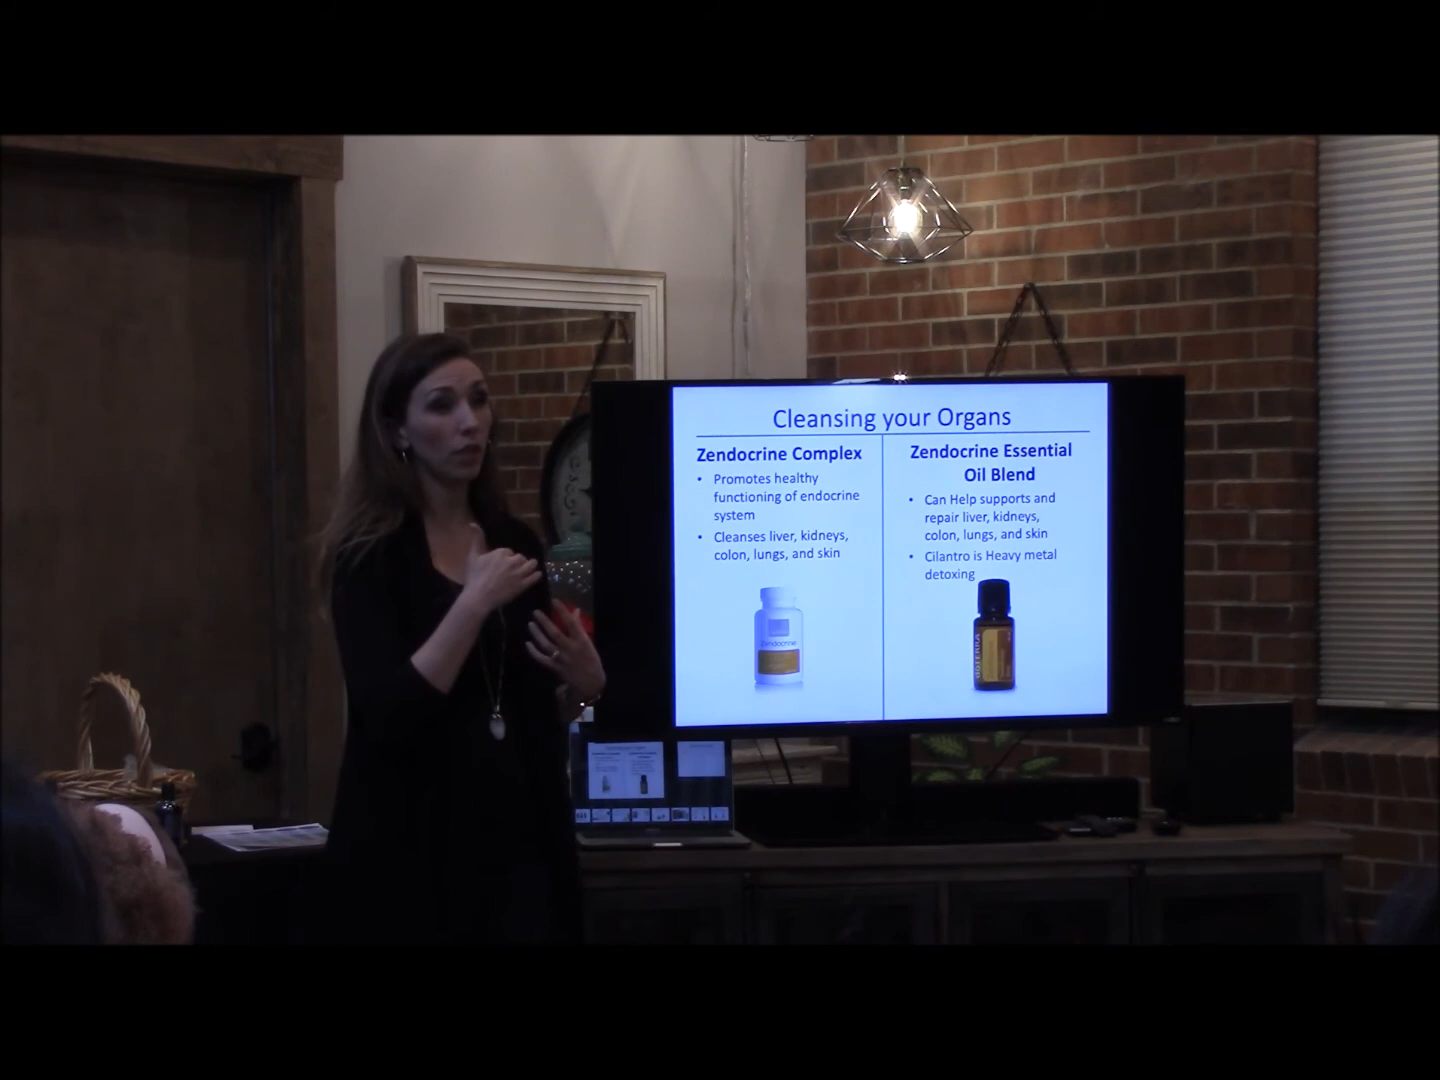 Cleansing your Organs
Zendocrine Complex
• Promotes healthy
functioning of endocrine
system
• Cleanses liver, kidneys,
colon, lungs, and skin
Zendocrine
Zendocrine Essential
Oil Blend
• Can Help supports and
repair liver, kidneys,
colon, lungs, and skin
• Cilantro is Heavy metal
detoxing
dōTERRA